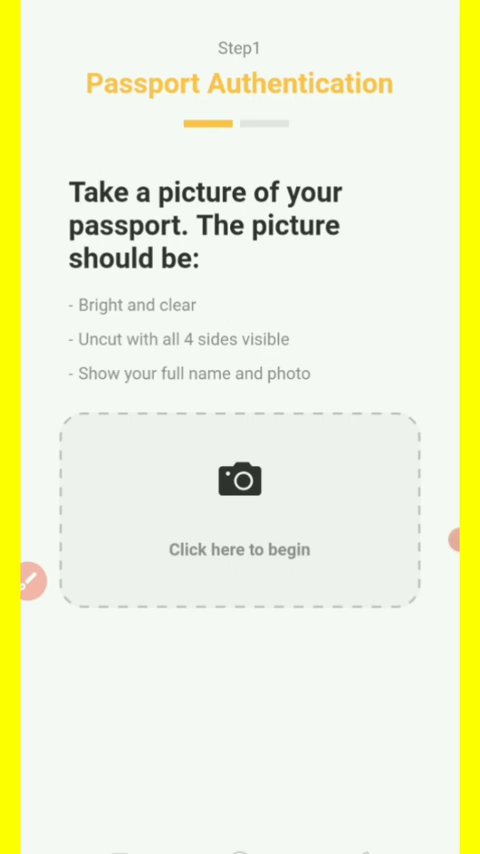 Step1
Passport Authentication
Take a picture of your
passport. The picture
should be:
- Bright and clear
- Uncut with all 4 sides visible
- Show your full name and photo
Click here to begin